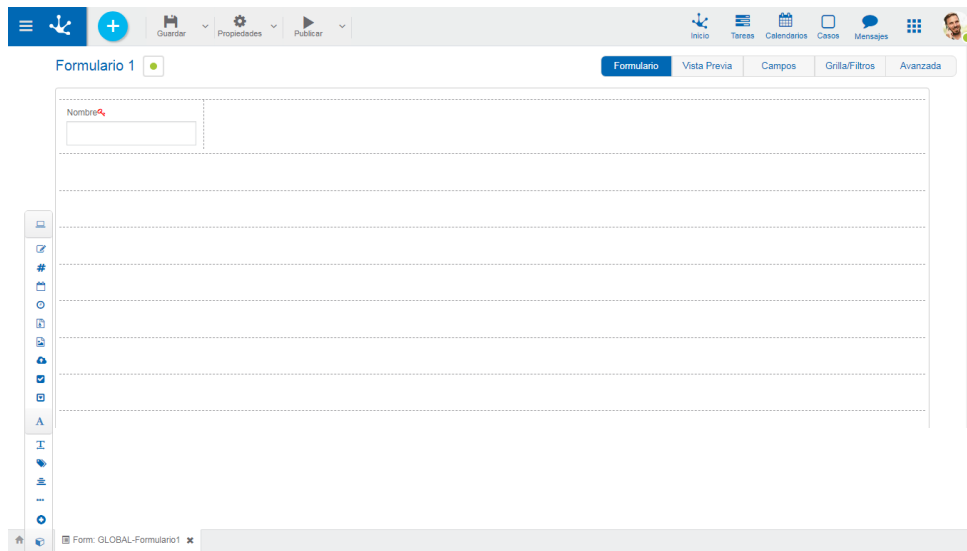 Guardar
Propiedades
Publicar
Inicio
Tareas
Calendarios
Casos
Mensajes
Formulario 1
Formulario
Vista Previa
Campos
Grilla/Filtros
Avanzada
Nombre
Form: GLOBAL-Formulario1